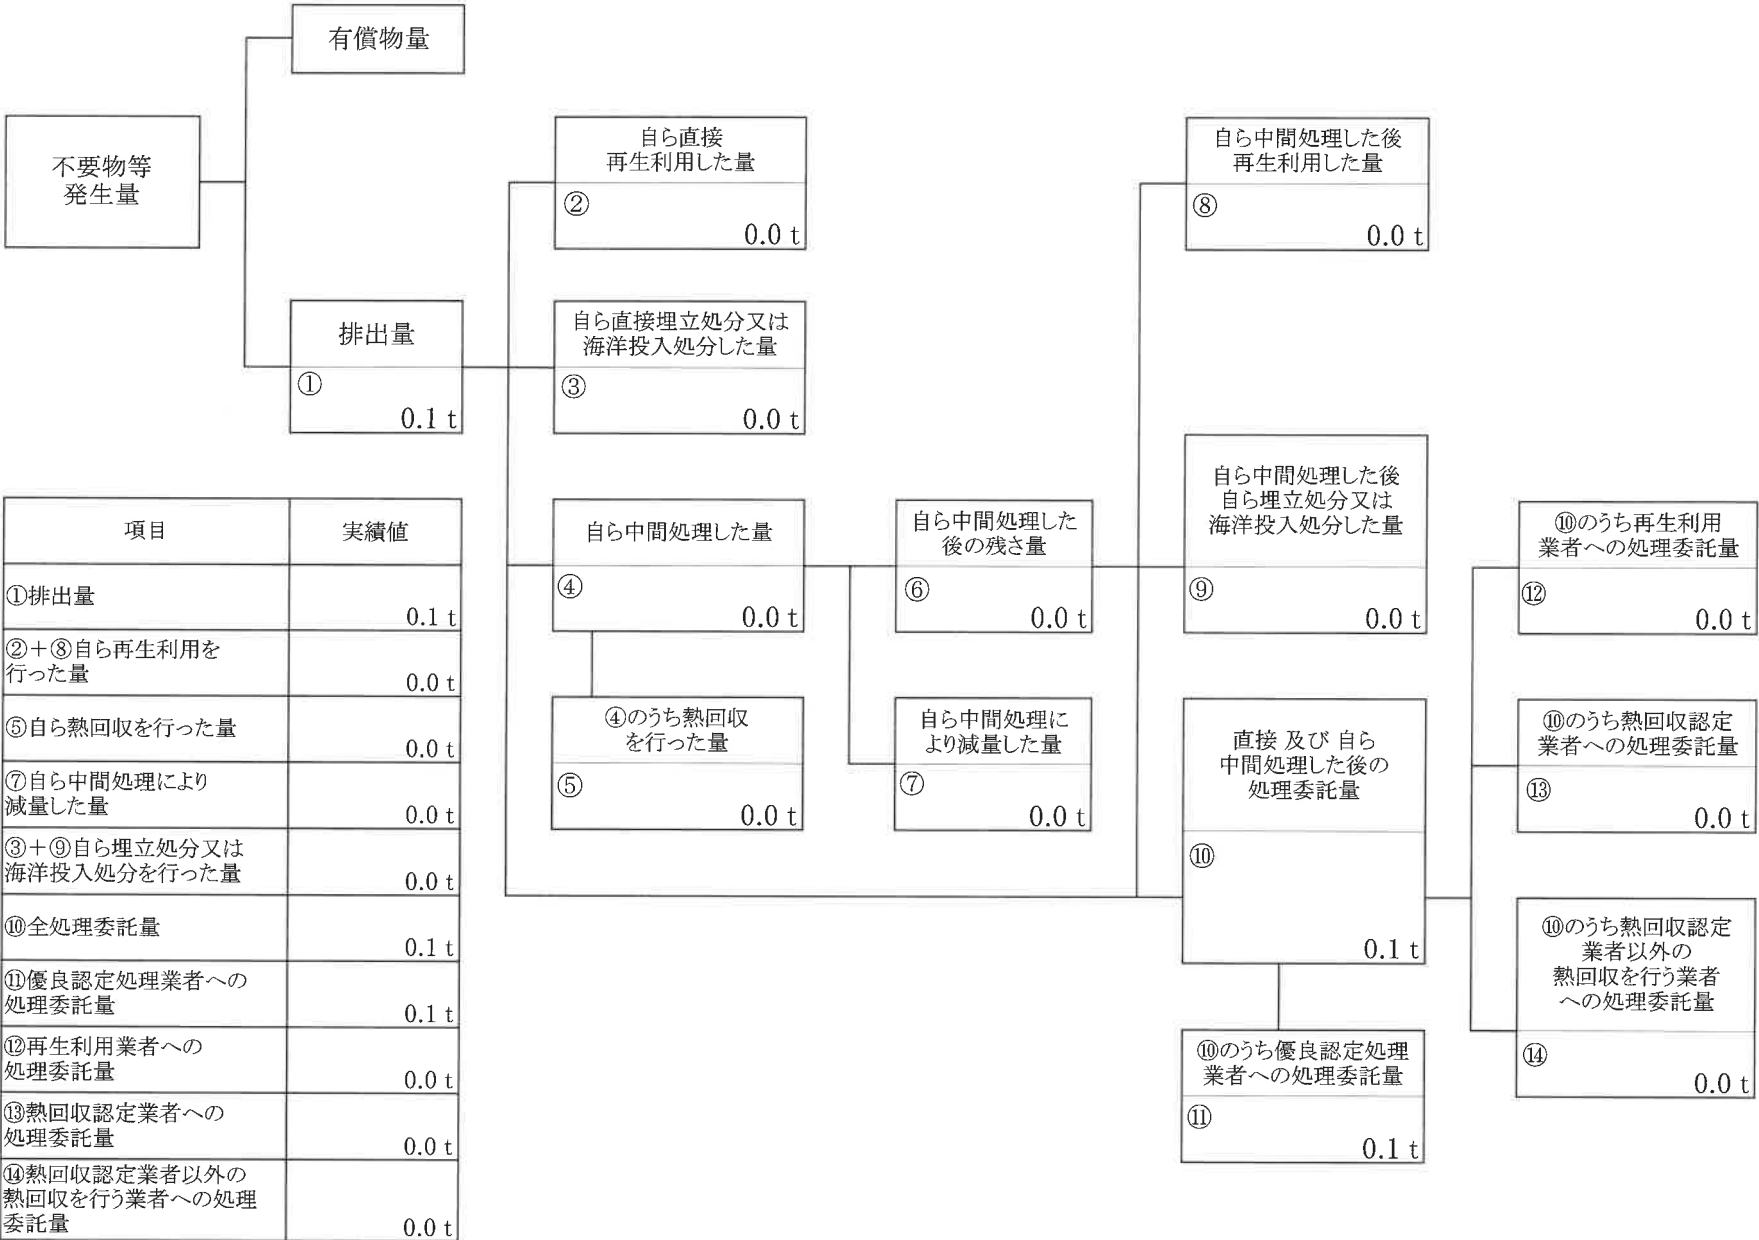 有償物量
不要物等
発生量
自ら直接
再生利用した量
②
0.0 t
自ら中間処理した後
再生利用した量
⑧
0.0 t
排出量
①
0.1 t
自ら直接埋立処分又は
海洋投入処分した量
③
0.0 t
自ら中間処理した量
④
0.0 t
自ら中間処理した
後の残さ量
⑥
0.0 t
自ら中間処理した後
自ら埋立処分又は
海洋投入処分した量
⑨
0.0 t
⑩のうち再生利用
業者への処理委託量
⑫
0.0 t
④のうち熱回収
を行った量
⑤
0.0 t
自ら中間処理に
より減量した量
⑦
0.0 t
直接 及び 自ら
中間処理した後の
処理委託量
⑩
0.1 t
⑩のうち熱回収認定
業者への処理委託量
⑬
0.0 t
⑩のうち熱回収認定
業者以外の
熱回収を行う業者
への処理委託量
⑭
0.0 t
⑩のうち優良認定処理
業者への処理委託量
⑪
0.1 t
項目 実績値
①排出量
0.1 t
②+⑧自ら再生利用を
行った量
0.0 t
⑤自ら熱回収を行った量
0.0 t
⑦自ら中間処理により
減量した量
0.0 t
③+⑨自ら埋立処分又は
海洋投入処分を行った量
0.0 t
⑩全処理委託量
0.1 t
⑪優良認定処理業者への
処理委託量
0.1 t
⑫再生利用業者への
処理委託量
0.0 t
⑬熱回収認定業者への
処理委託量
0.0 t
⑭熱回収認定業者以外の
熱回収を行う業者への処理
委託量
0.0 t